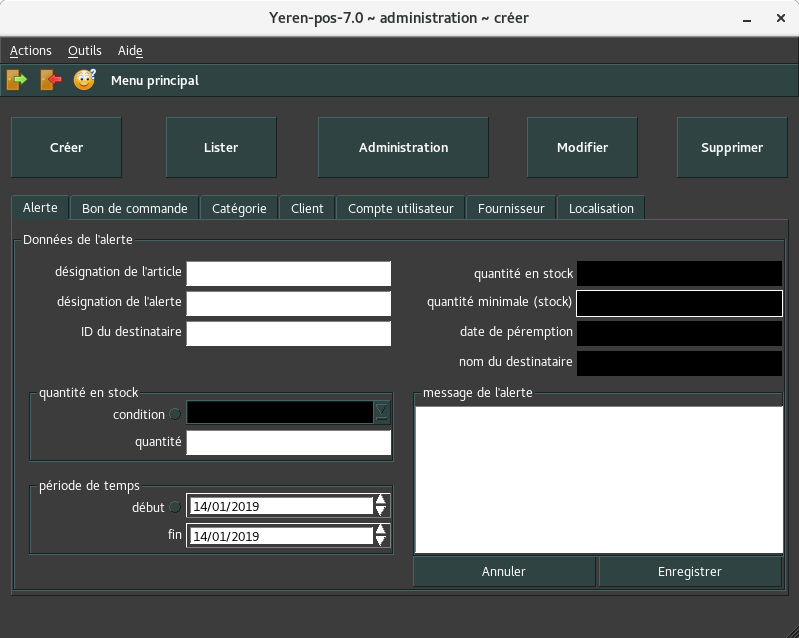 Yeren-pos-7.0 ~ administration ~ créer
Actions Outils Aide
Menu principal
Créer Lister Administration Modifier Supprimer
Alerte Bon de commande Catégorie Client Compte utilisateur Fournisseur Localisation
Données de l'alerte
désignation de l'article
désignation de l'alerte
ID du destinataire
quantité en stock
quantité minimale (stock)
date de péremption
nom du destinataire
quantité en stock
condition
quantité
période de temps
début 14/01/2019
fin 14/01/2019
message de l'alerte
Annuler Enregistrer